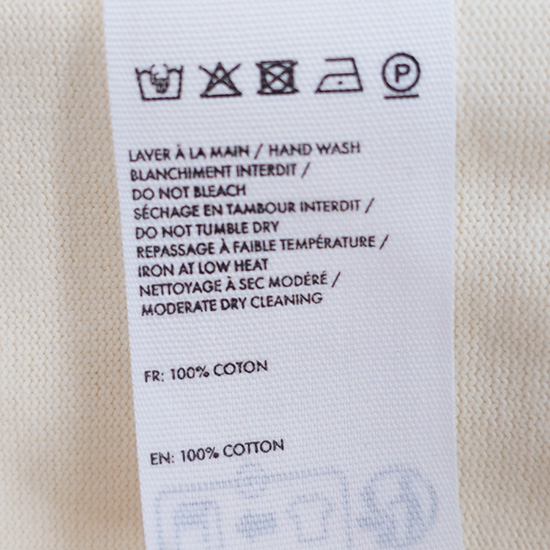 P
LAVER À LA MAIN / HAND WASH
BLANCHIMENT INTERDIT /
DO NOT BLEACH
SÉCHAGE EN TAMBOUR INTERDIT /
DO NOT TUMBLE DRY
REPASSAGE À FAIBLE TEMPÉRATURE /
IRON AT LOW HEAT
NETTOYAGE À SEC MODÉRÉ /
MODERATE DRY CLEANING
FR: 100% COTON
EN: 100% COTTON